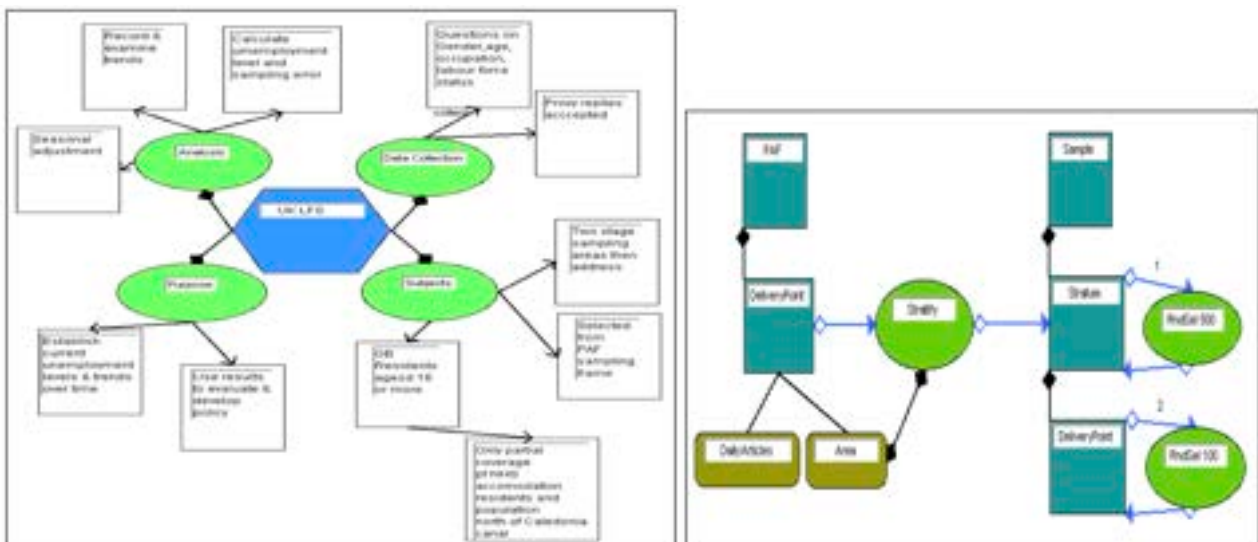 Record &
examine
trends
Calculate
unemployment
level and
sampling error
Questions on
Gender, age,
occupation,
labour force
status
Proxy replies
acccepted
Seasonal
adjustment
Analysis
Data Collection
UK LFS
Purpose
Subjects
Two stage
sampling
areas then
address
Selected
from
PAF
sampling
frame
Establish
current
unemployment
levels & trends
over time
Use results
to evaluate &
develop
policy
GB
Residents
aged 16
or more
Only partial
coverage
accomodation
residents and
population
north of Caledonia
canal
PAF
Sample
DeliveryPoint
Stratify
Stratum
1
RndSel 500
DailyArticles
Area
DeliveryPoint
2
RndSel 100